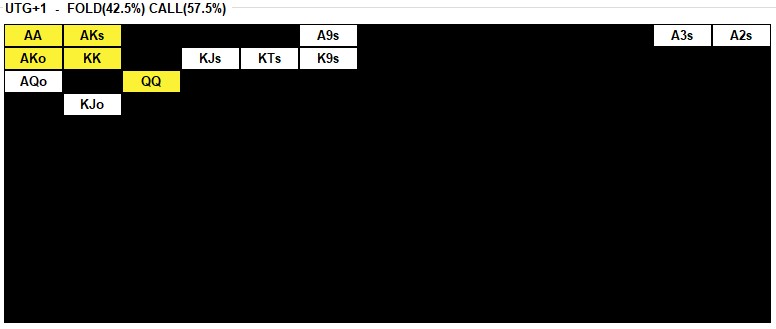 UTG+1 - FOLD(42.5%) CALL(57.5%)
AA AKs A9s A3s A2s
AKo KK KJs KTs K9s
AQo QQ
KJo